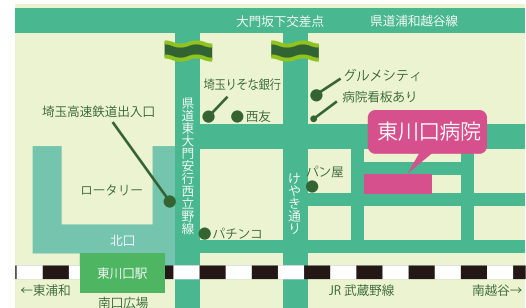 大門坂下交差点
県道浦和越谷線
グルメシティ
埼玉りそな銀行
病院看板あり
埼玉高速鉄道出入口
西友
県道東大門安行西立野線
東川口病院
パン屋
けやき通り
ロータリー
パチンコ
北口
東川口駅
←東浦和
JR 武蔵野線
南越谷→
南口広場